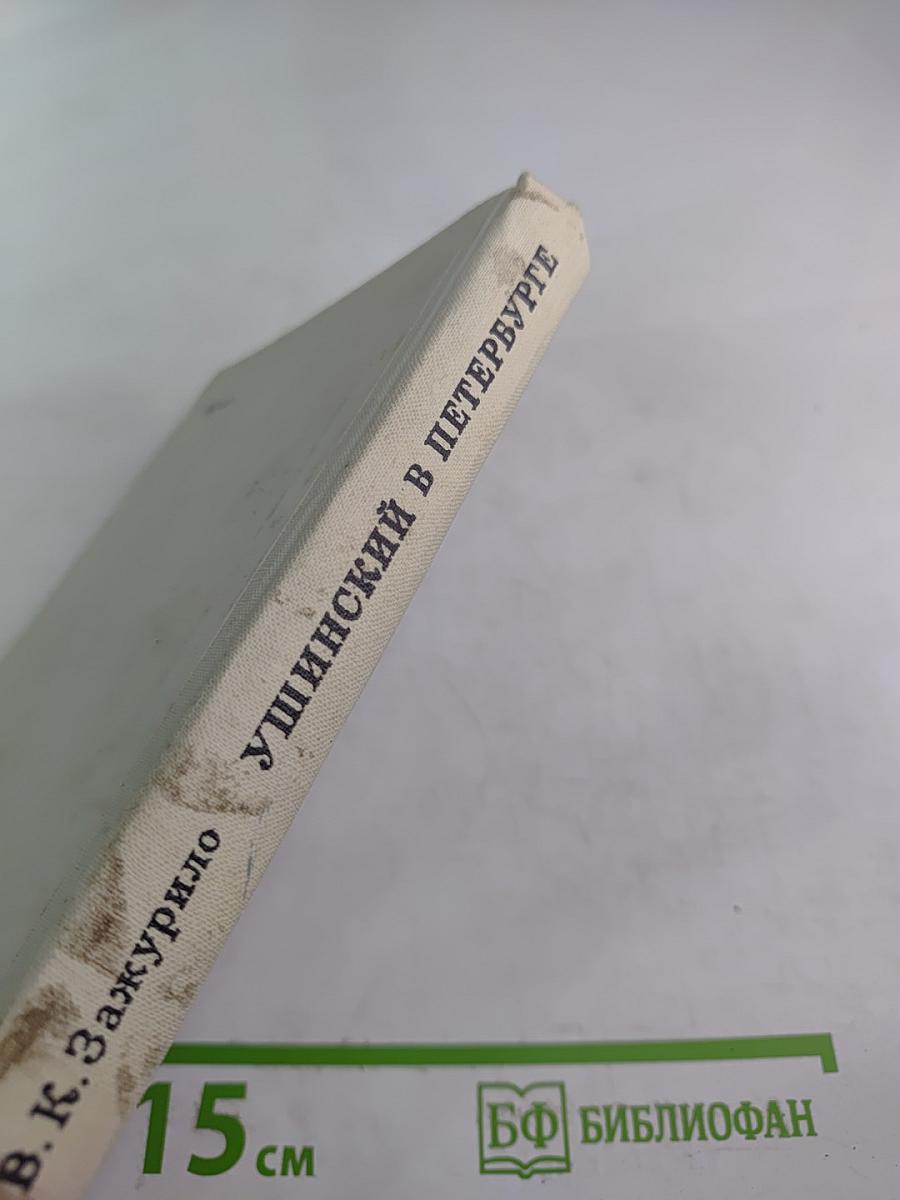 В. К. Зажурило УШИНСКИЙ В ПЕТЕРБУРГЕ
15 см
БФ БИБЛИОФАН